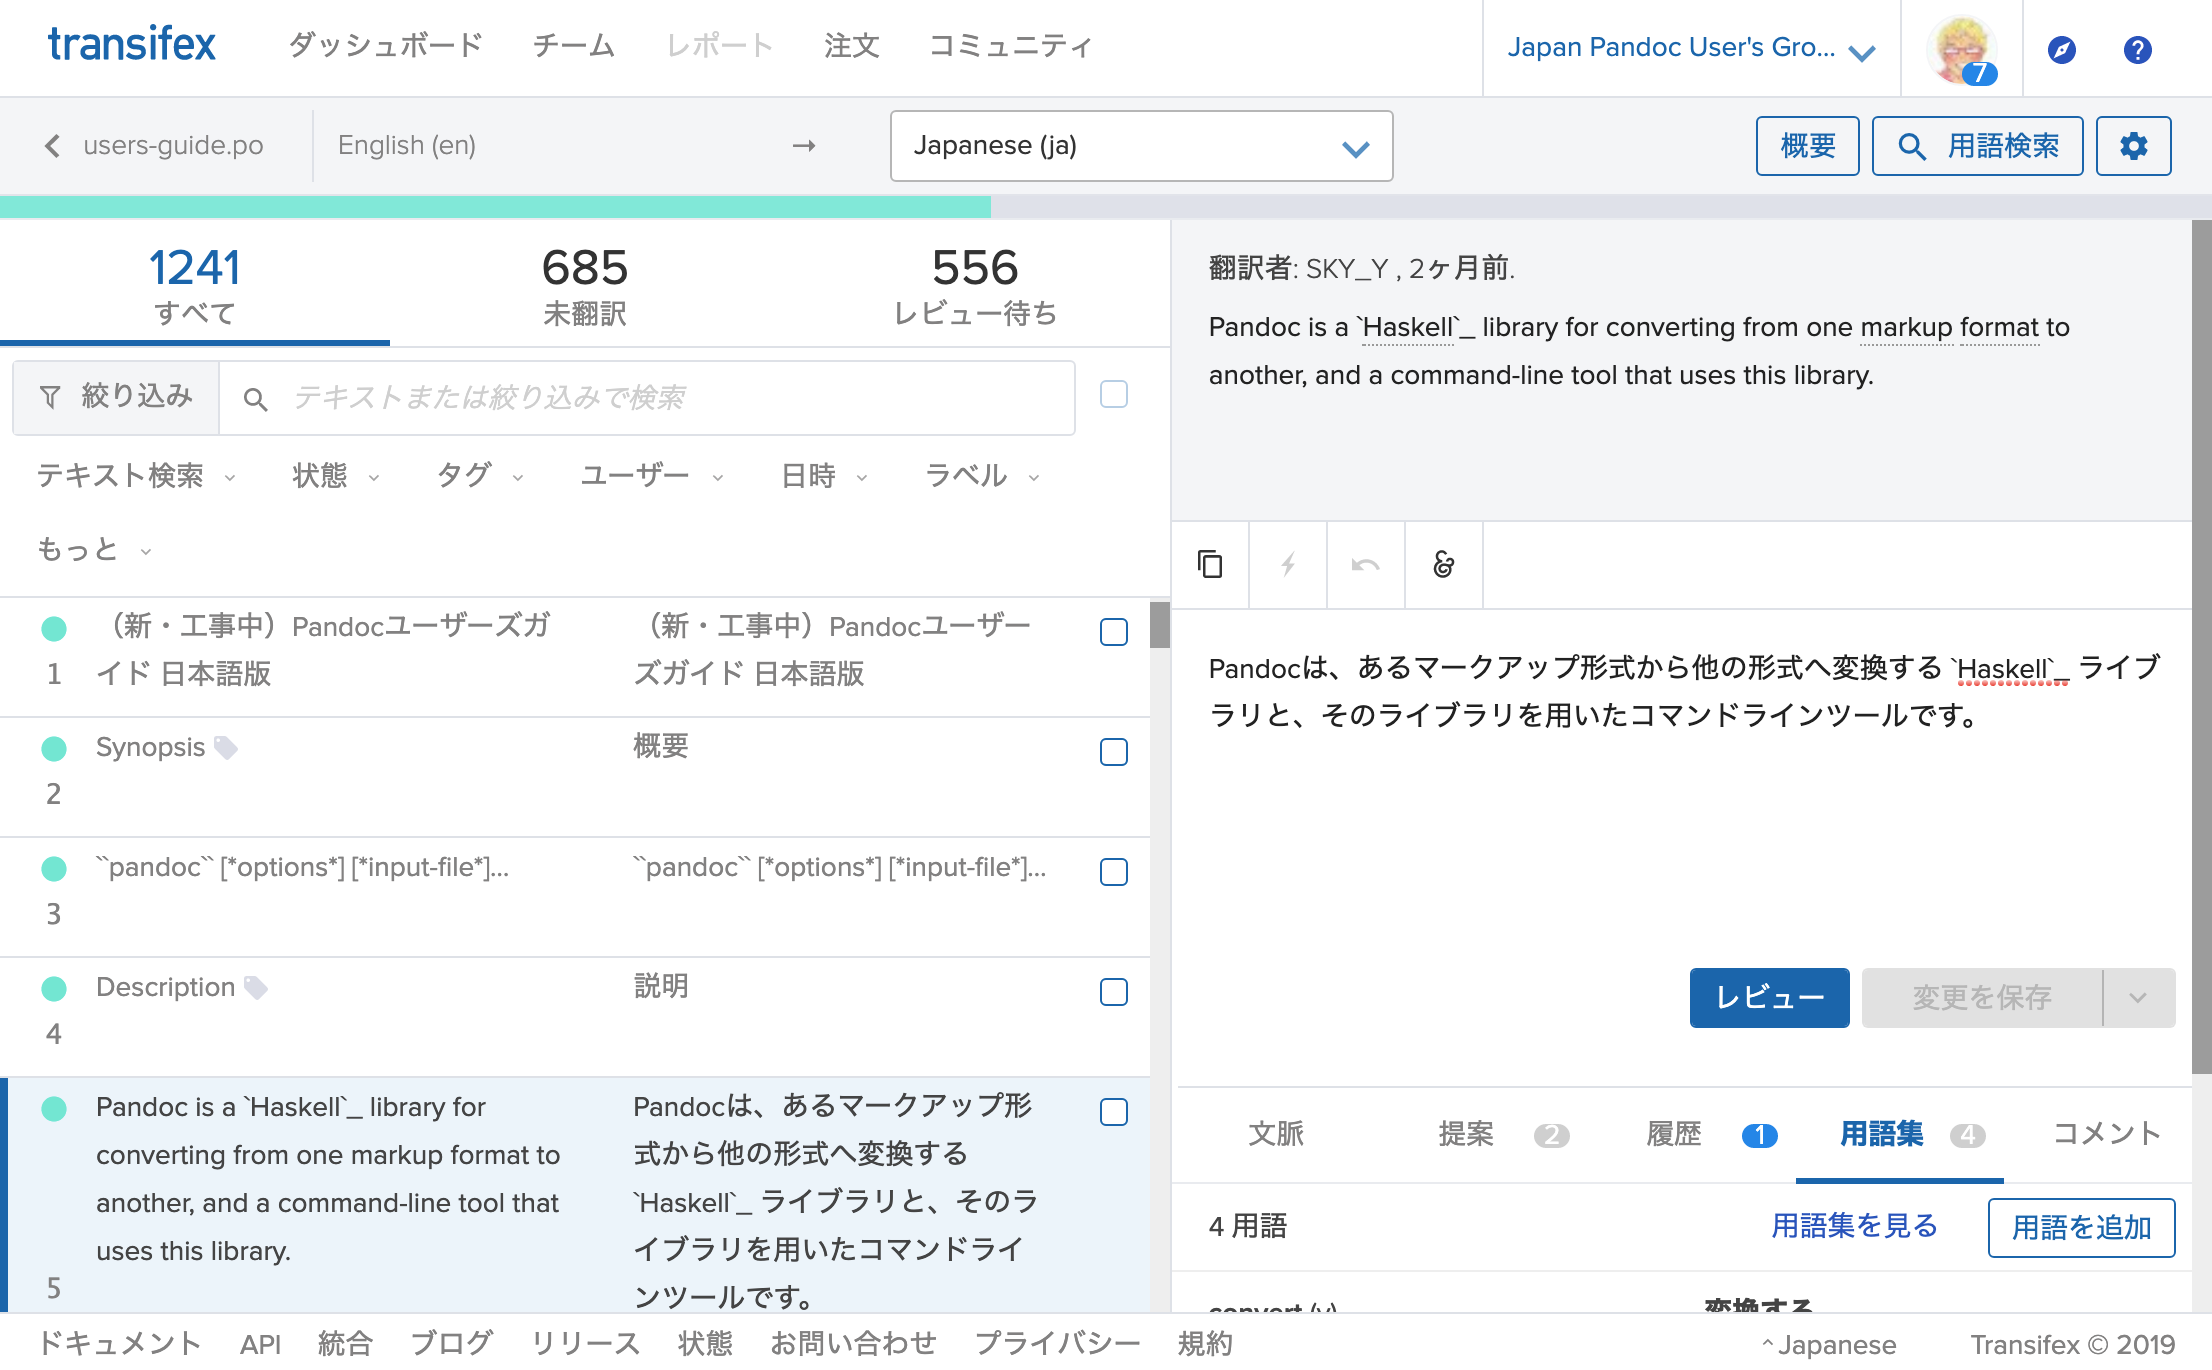 transifex ダッシュボード チーム レポート 注文 コミュニティ Japan Pandoc User's Gro... 7
users-guide.po English (en) → Japanese (ja) 概要 用語検索
1241 685 556
すべて 未翻訳 レビュー待ち
絞り込み テキストまたは絞り込みで検索
テキスト検索 状態 タグ ユーザー 日時 ラベル
もっと
1
（新・工事中）Pandocユーザーズガ
イド 日本語版
（新・工事中）Pandocユーザー
ズガイド 日本語版
2
Synopsis
概要
3
``pandoc`` [*options*] [*input-file*]...
``pandoc`` [*options*] [*input-file*]...
4
Description
説明
5
Pandoc is a `Haskell`_ library for
converting from one markup format to
another, and a command-line tool that
uses this library.
Pandocは、あるマークアップ形
式から他の形式へ変換する
`Haskell`_ ライブラリと、そのラ
イブラリを用いたコマンドライ
ンツールです。
翻訳者: SKY_Y , 2ヶ月前.
Pandoc is a `Haskell`_ library for converting from one markup format to
another, and a command-line tool that uses this library.
Pandocは、あるマークアップ形式から他の形式へ変換する `Haskell`_ ライブ
ラリと、そのライブラリを用いたコマンドラインツールです。
レビュー 変更を保存
文脈 提案 2 履歴 1 用語集 4 コメント
4 用語 用語集を見る 用語を追加
convert (v) 変換する
ドキュメント API 統合 ブログ リリース 状態 お問い合わせ プライバシー 規約 ^ Japanese Transifex © 2019